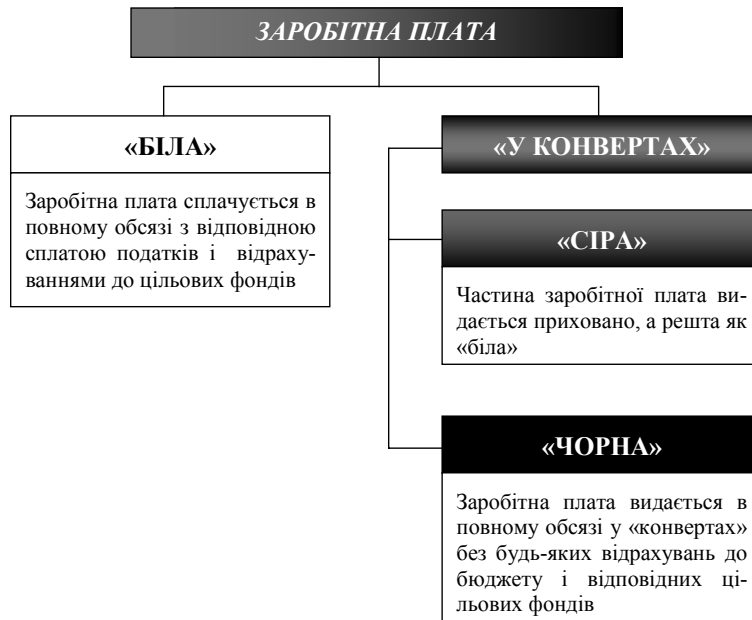 ЗАРОБІТНА ПЛАТА
«БІЛА»
Заробітна плата сплачується в
повному обсязі з відповідною
сплатою податків і відраху-
ваннями до цільових фондів
«У КОНВЕРТАХ»
«СІРА»
Частина заробітної плата ви-
дається приховано, а решта як
«біла»
«ЧОРНА»
Заробітна плата видається в
повному обсязі у «конвертах»
без будь-яких відрахувань до
бюджету і відповідних ці-
льових фондів